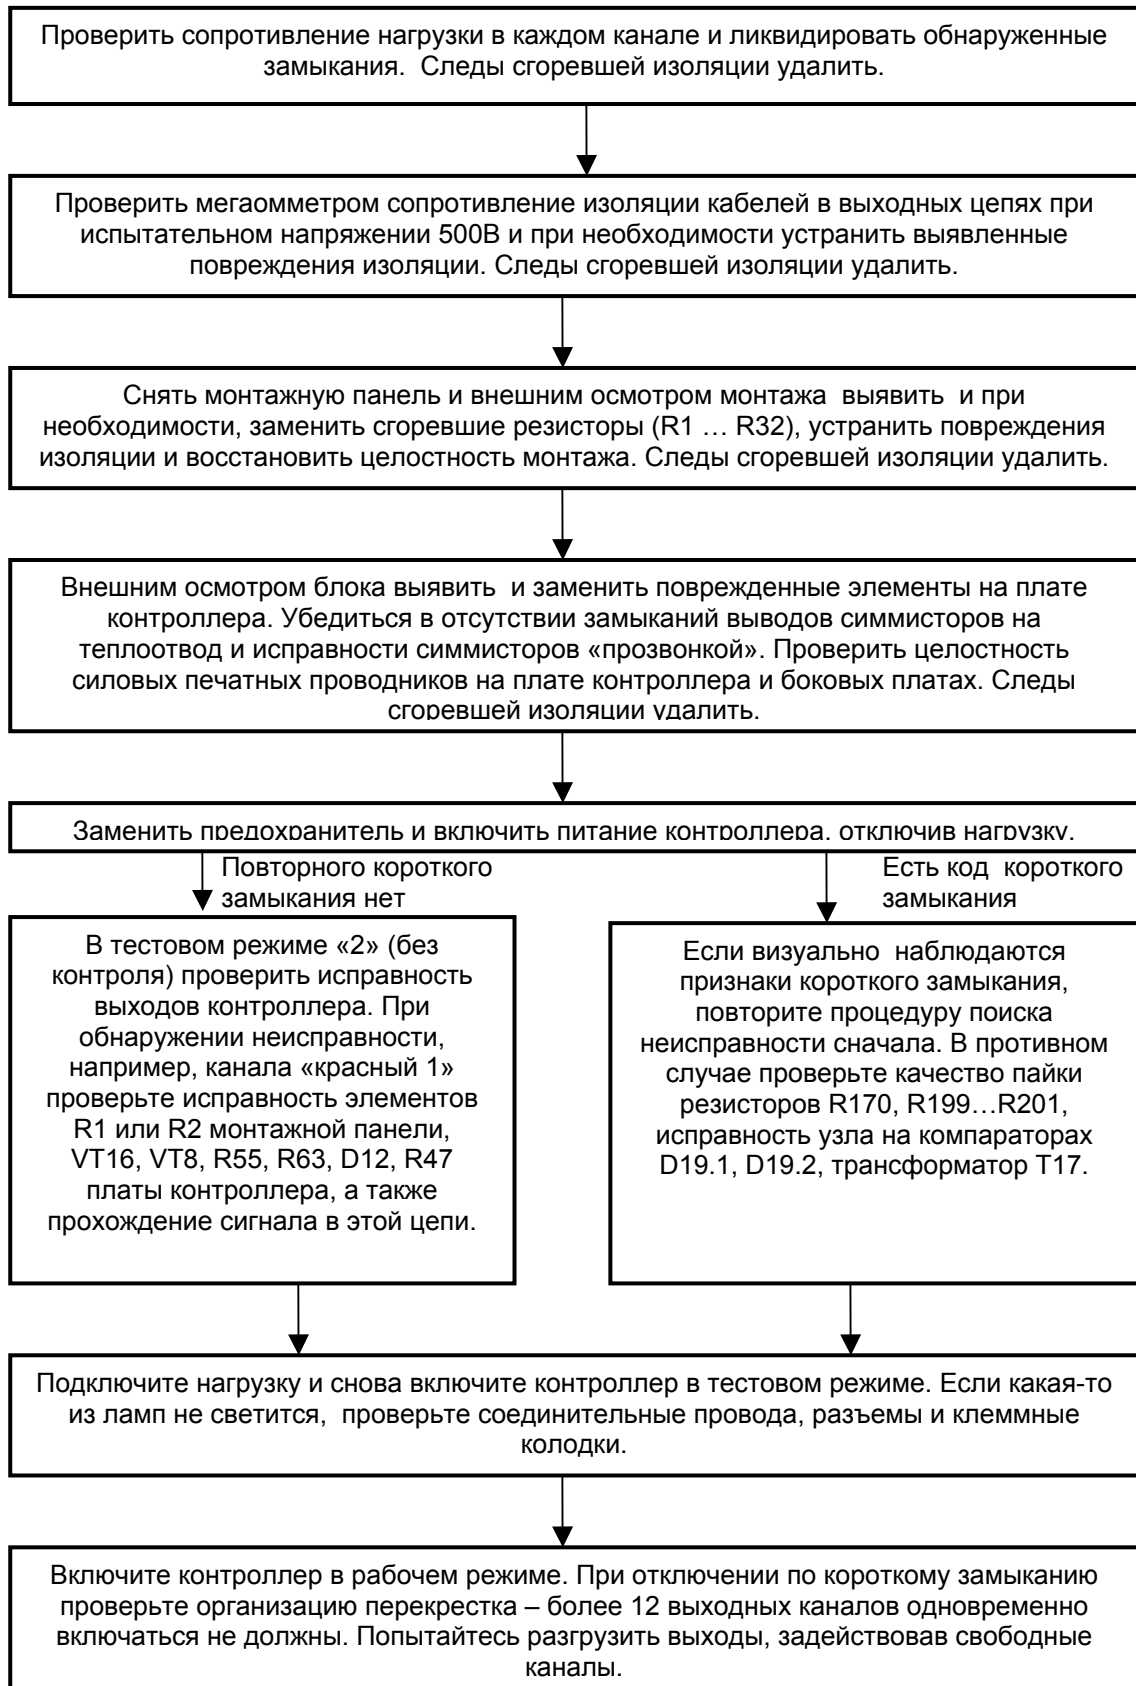 Проверить сопротивление нагрузки в каждом канале и ликвидировать обнаруженные
замыкания. Следы сгоревшей изоляции удалить.
Проверить мегаомметром сопротивление изоляции кабелей в выходных цепях при
испытательном напряжении 500В и при необходимости устранить выявленные
повреждения изоляции. Следы сгоревшей изоляции удалить.
Снять монтажную панель и внешним осмотром монтажа выявить и при
необходимости, заменить сгоревшие резисторы (R1 … R32), устранить повреждения
изоляции и восстановить целостность монтажа. Следы сгоревшей изоляции удалить.
Внешним осмотром блока выявить и заменить поврежденные элементы на плате
контроллера. Убедиться в отсутствии замыканий выводов симмисторов на
теплоотвод и исправности симмисторов «прозвонкой». Проверить целостность
силовых печатных проводников на плате контроллера и боковых платах. Следы
сгоревшей изоляции удалить.
Заменить предохранитель и включить питание контроллера, отключив нагрузку.
Повторного короткого
замыкания нет
Есть код короткого
замыкания
В тестовом режиме «2» (без
контроля) проверить исправность
выходов контроллера. При
обнаружении неисправности,
например, канала «красный 1»
проверьте исправность элементов
R1 или R2 монтажной панели,
VT16, VT8, R55, R63, D12, R47
платы контроллера, а также
прохождение сигнала в этой цепи.
Если визуально наблюдаются
признаки короткого замыкания,
повторите процедуру поиска
неисправности сначала. В противном
случае проверьте качество пайки
резисторов R170, R199…R201,
исправность узла на компараторах
D19.1, D19.2, трансформатор Т17.
Подключите нагрузку и снова включите контроллер в тестовом режиме. Если какая-то
из ламп не светится, проверьте соединительные провода, разъемы и клеммные
колодки.
Включите контроллер в рабочем режиме. При отключении по короткому замыканию
проверьте организацию перекрестка – более 12 выходных каналов одновременно
включаться не должны. Попытайтесь разгрузить выходы, задействовав свободные
каналы.